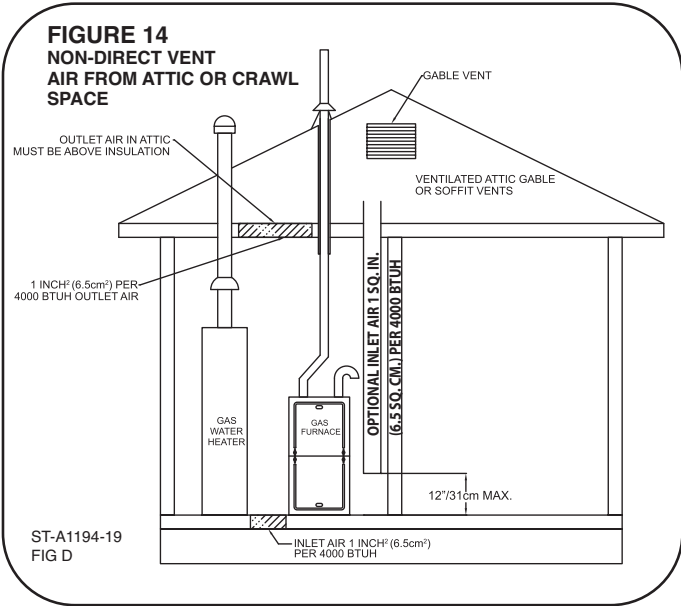 FIGURE 14
NON-DIRECT VENT
AIR FROM ATTIC OR CRAWL
SPACE
GABLE VENT
OUTLET AIR IN ATTIC
MUST BE ABOVE INSULATION
VENTILATED ATTIC GABLE
OR SOFFIT VENTS
1 INCH² (6.5cm²) PER
4000 BTUH OUTLET AIR
OPTIONAL INLET AIR 1 SQ. IN.
(6.5 SQ. CM.) PER 4000 BTUH
GAS
WATER
HEATER
GAS
FURNACE
12"/31cm MAX.
INLET AIR 1 INCH² (6.5cm²)
PER 4000 BTUH
ST-A1194-19
FIG D